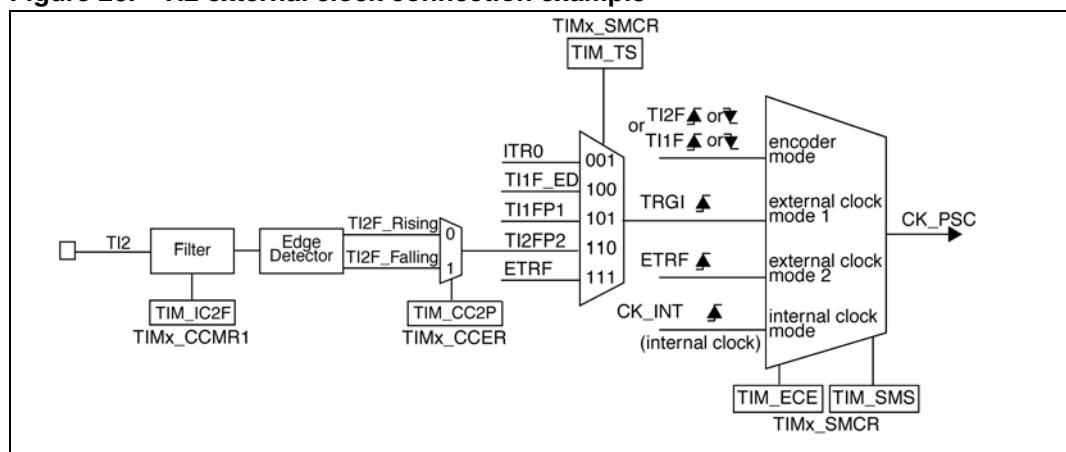 Figure TI2 external clock connection example
TIMx_SMCR
TIM_TS
or TI2F or
TI1F or
encoder
mode
ITR0
001
TI1F_ED
100
TI1FP1
101
TRGI
external clock
mode 1
CK_PSC
TI2
Filter
Edge
Detector
TI2F_Rising
0
TI2F_Falling
1
TI2FP2
110
ETRF
111
ETRF
external clock
mode 2
CK_INT
(internal clock)
internal clock
mode
TIM_IC2F
TIMx_CCMR1
TIM_CC2P
TIMx_CCER
TIM_ECE
TIM_SMS
TIMx_SMCR